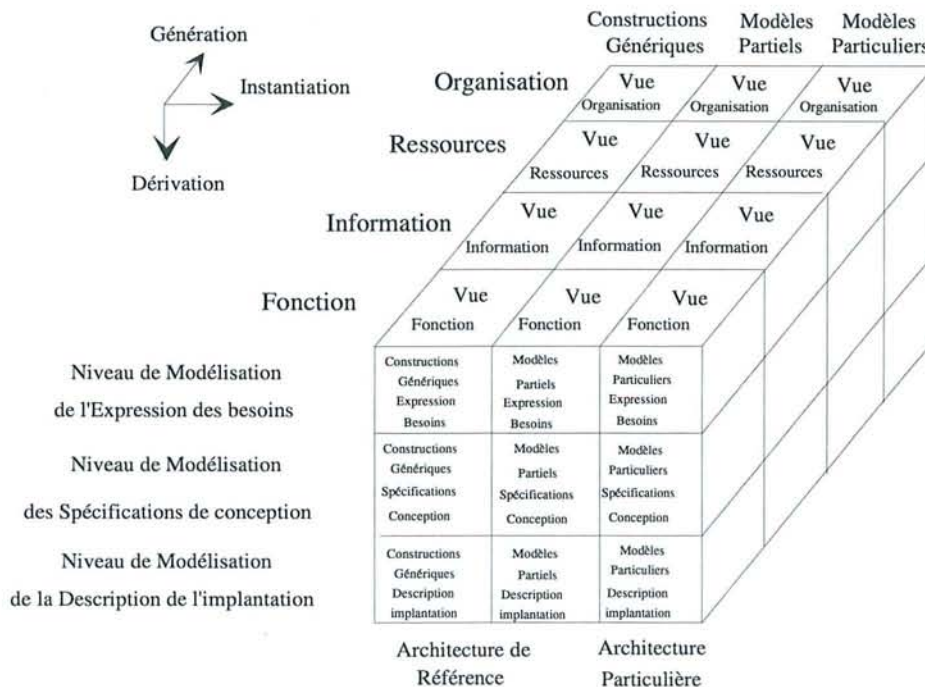 Constructions Modèles Modèles
Génériques Partiels Particuliers
Génération
Instantiation
Dérivation
Organisation
Vue Vue Vue
Organisation Organisation Organisation
Ressources
Vue Vue Vue
Ressources Ressources Ressources
Information
Vue Vue Vue
Information Information Information
Fonction
Vue Vue Vue
Fonction Fonction Fonction
Niveau de Modélisation
de l'Expression des besoins
Constructions Modèles Modèles
Génériques Partiels Particuliers
Expression Expression Expression
Besoins Besoins Besoins
Niveau de Modélisation
des Spécifications de conception
Constructions Modèles Modèles
Génériques Partiels Particuliers
Spécifications Spécifications Spécifications
Conception Conception Conception
Niveau de Modélisation
de la Description de l'implantation
Constructions Modèles Modèles
Génériques Partiels Particuliers
Description Description Description
implantation implantation implantation
Architecture de Architecture
Référence Particulière